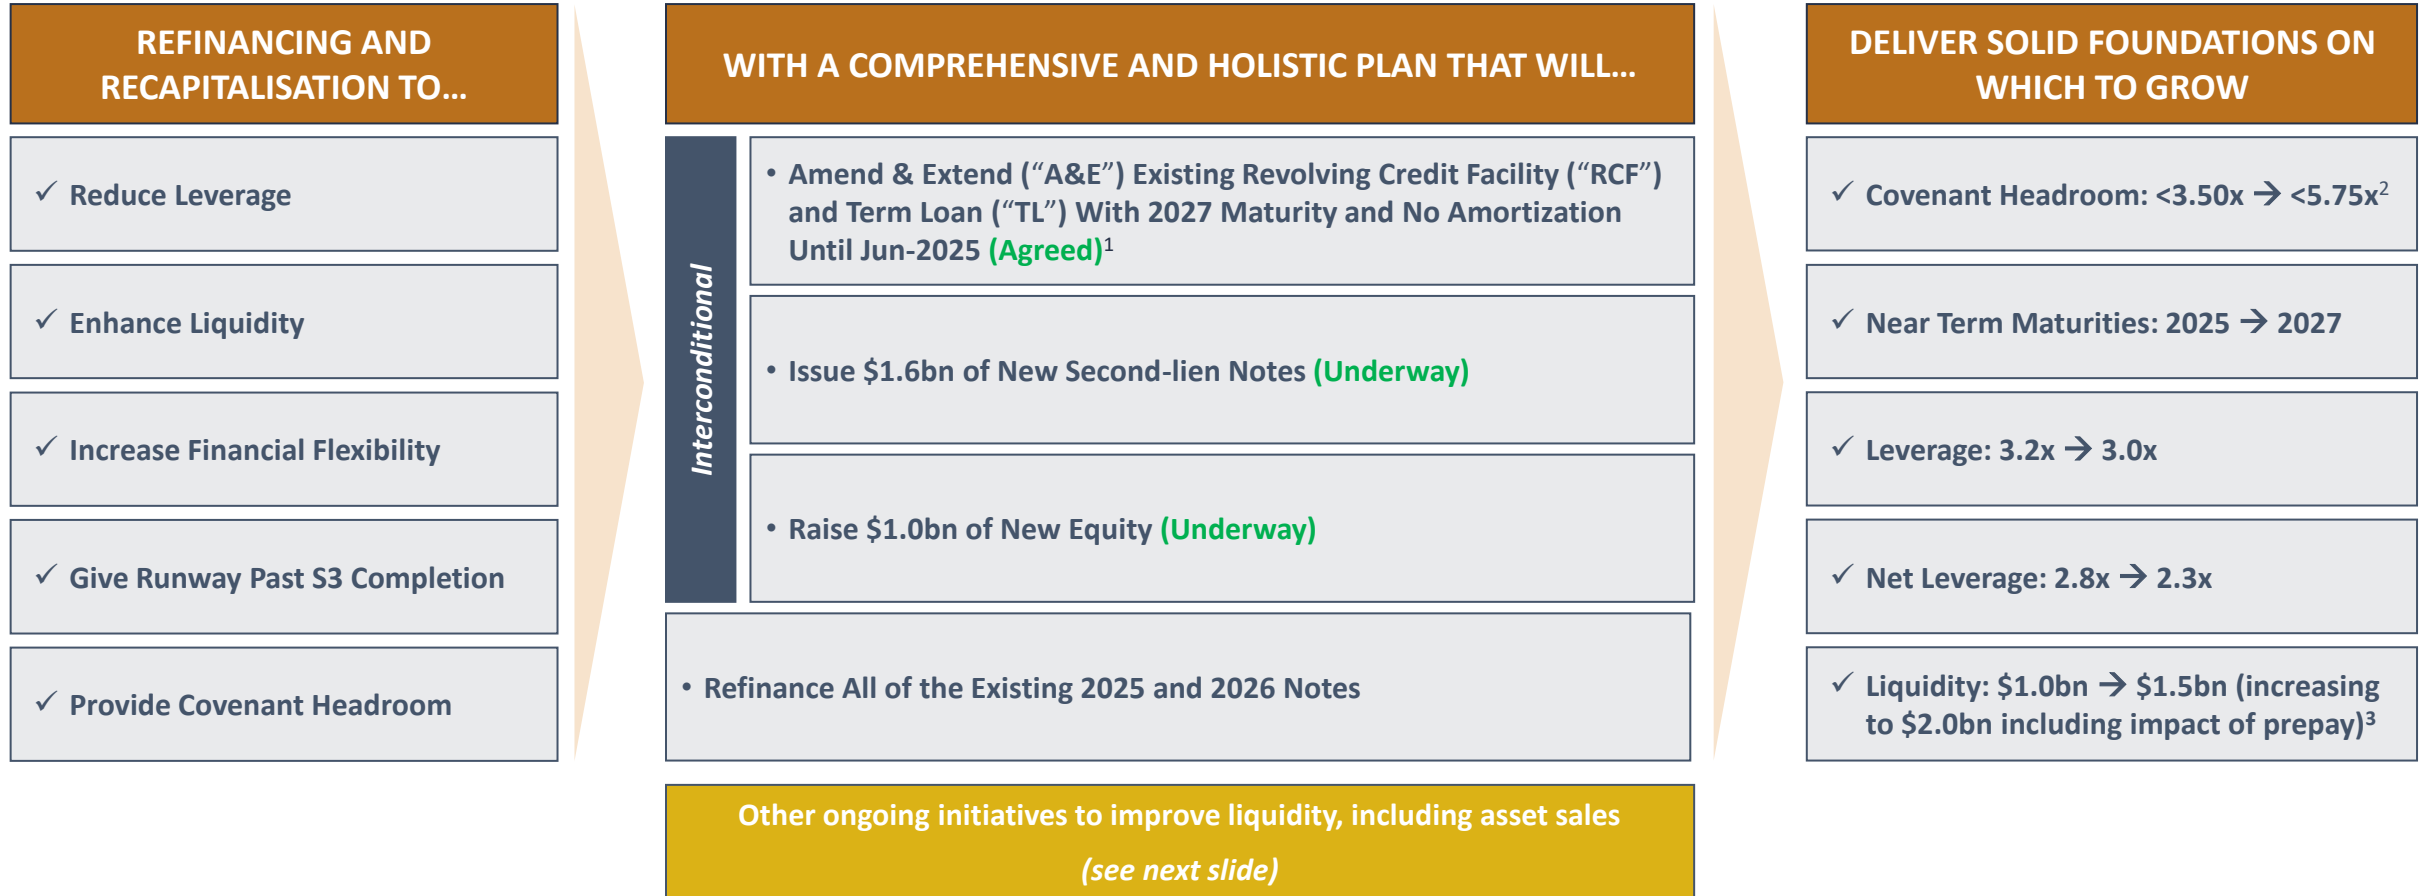 REFINANCING AND
RECAPITALISATION TO…
✓ Reduce Leverage
✓ Enhance Liquidity
✓ Increase Financial Flexibility
✓ Give Runway Past S3 Completion
✓ Provide Covenant Headroom
WITH A COMPREHENSIVE AND HOLISTIC PLAN THAT WILL…
Interconditional
• Amend & Extend (“A&E”) Existing Revolving Credit Facility (“RCF”)
and Term Loan (“TL”) With 2027 Maturity and No Amortization
Until Jun-2025 (Agreed)¹
• Issue $1.6bn of New Second-lien Notes (Underway)
• Raise $1.0bn of New Equity (Underway)
• Refinance All of the Existing 2025 and 2026 Notes
Other ongoing initiatives to improve liquidity, including asset sales
(see next slide)
DELIVER SOLID FOUNDATIONS ON
WHICH TO GROW
✓ Covenant Headroom: <3.50x → <5.75x²
✓ Near Term Maturities: 2025 → 2027
✓ Leverage: 3.2x → 3.0x
✓ Net Leverage: 2.8x → 2.3x
✓ Liquidity: $1.0bn → $1.5bn (increasing
to $2.0bn including impact of prepay)³